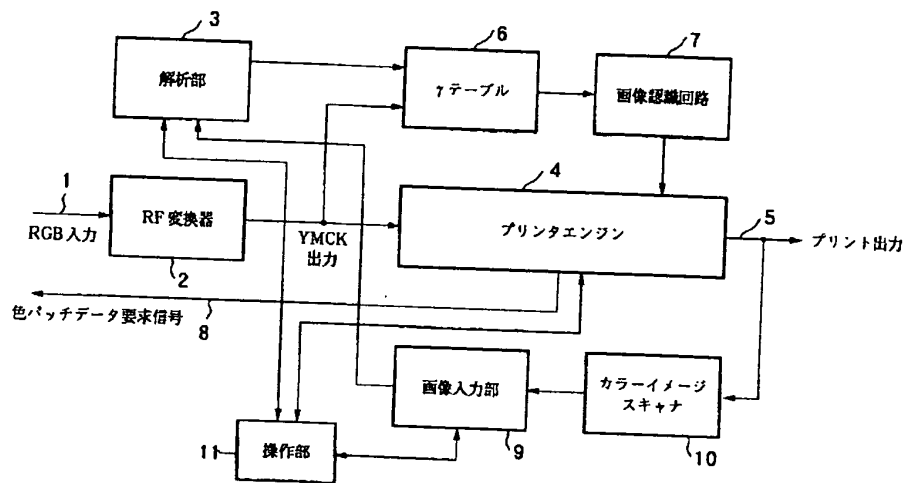 3
6
7
解析部
γテーブル
画像認識回路
1
4
5
RF変換器
プリンタエンジン
プリント出力
RGB入力
YMCK
出力
2
色パッチデータ要求信号
8
画像入力部
カラーイメージ
スキャナ
11
操作部
9
10